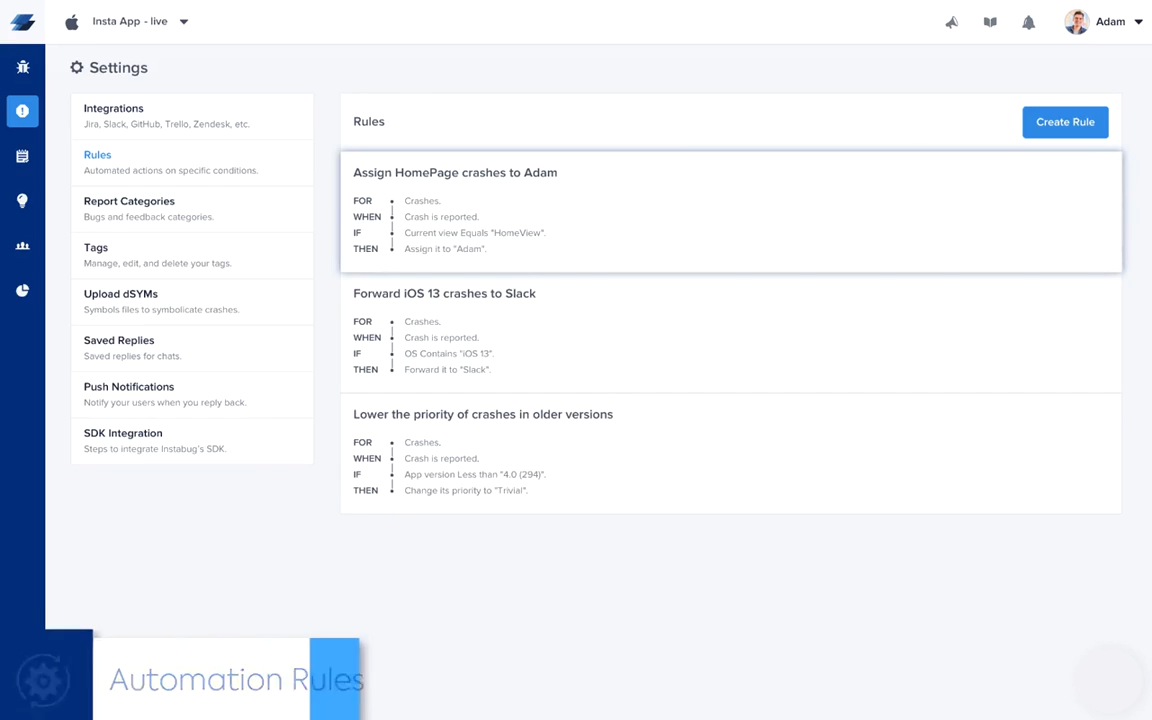 Insta App - live
Adam
Settings
Integrations
Jira, Slack, GitHub, Trello, Zendesk, etc.
Rules
Automated actions on specific conditions.
Report Categories
Bugs and feedback categories.
Tags
Manage, edit, and delete your tags.
Upload dSYMs
Symbols files to symbolicate crashes.
Saved Replies
Saved replies for chats.
Push Notifications
Notify your users when you reply back.
SDK Integration
Steps to integrate Instabug's SDK.
Rules
Create Rule
Assign HomePage crashes to Adam
FOR Crashes.
WHEN Crash is reported.
IF Current view Equals "HomeView".
THEN Assign it to "Adam".
Forward iOS 13 crashes to Slack
FOR Crashes.
WHEN Crash is reported.
IF OS Contains "iOS 13".
THEN Forward it to "Slack".
Lower the priority of crashes in older versions
FOR Crashes.
WHEN Crash is reported.
IF App version Less than "4.0 (294)".
THEN Change its priority to "Trivial".
Automation Rules